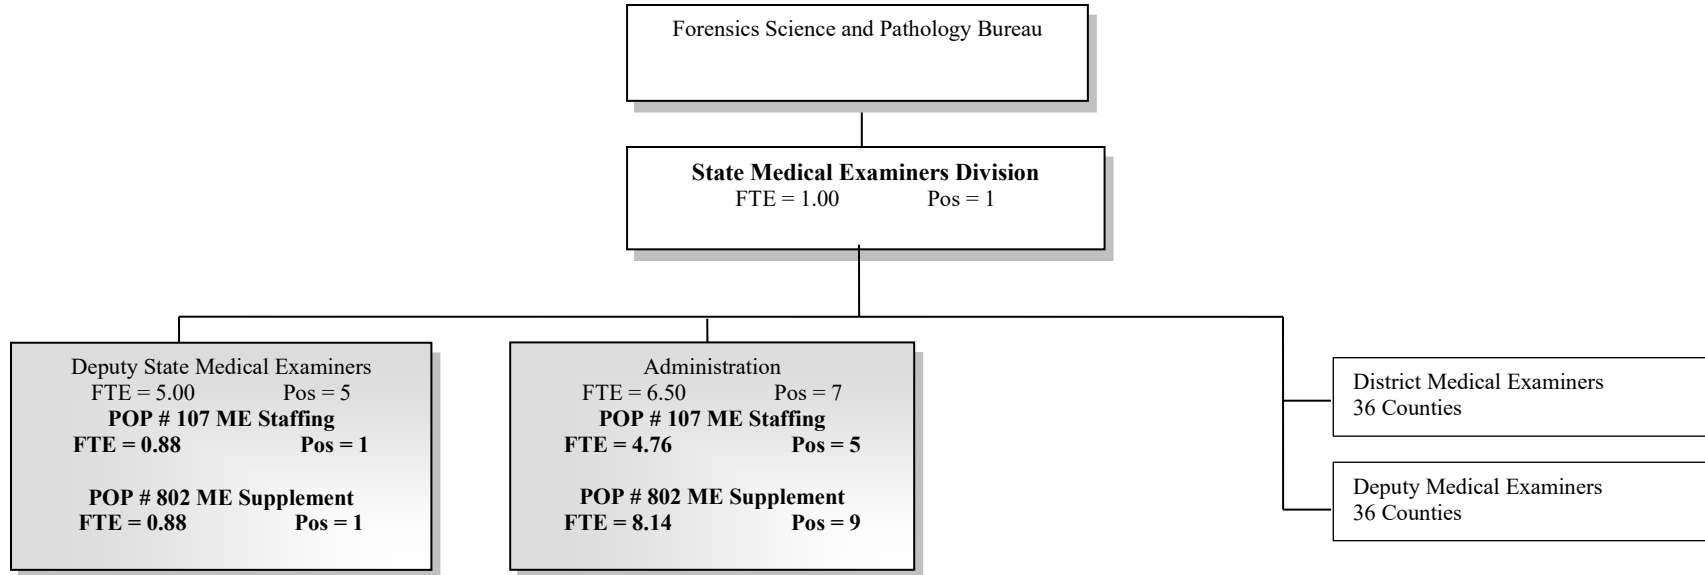 Forensics Science and Pathology Bureau
State Medical Examiners Division
FTE = 1.00 Pos = 1
Deputy State Medical Examiners
FTE = 5.00 Pos = 5
POP # 107 ME Staffing
FTE = 0.88 Pos = 1
POP # 802 ME Supplement
FTE = 0.88 Pos = 1
Administration
FTE = 6.50 Pos = 7
POP # 107 ME Staffing
FTE = 4.76 Pos = 5
POP # 802 ME Supplement
FTE = 8.14 Pos = 9
District Medical Examiners
36 Counties
Deputy Medical Examiners
36 Counties